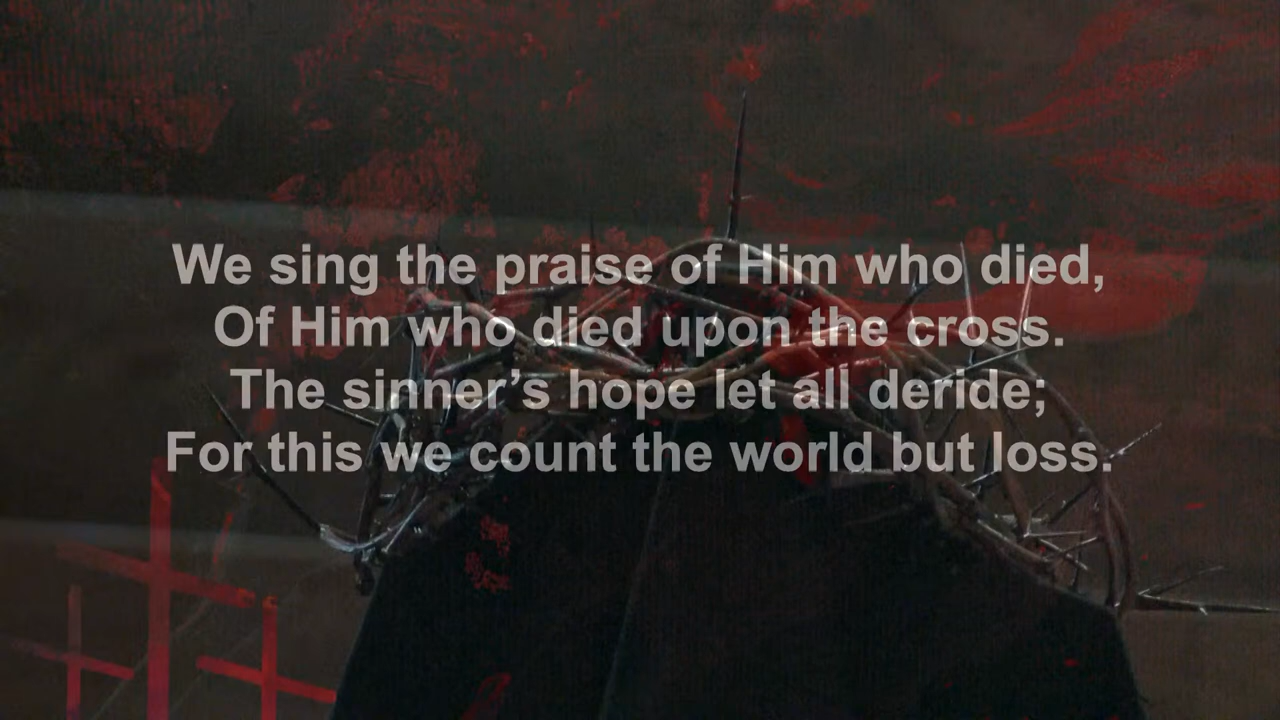 We sing the praise of Him who died,
Of Him who died upon the cross.
The sinner’s hope let all deride;
For this we count the world but loss.